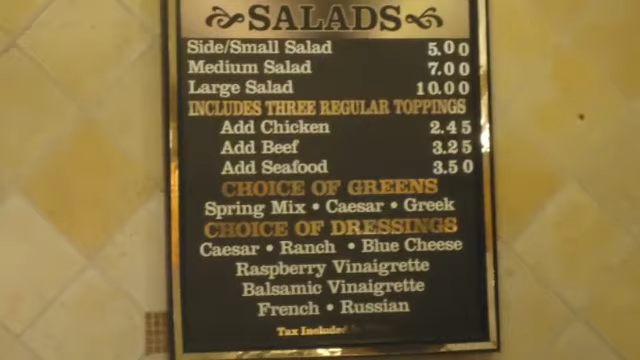 SALADS
Side/Small Salad 5.00
Medium Salad 7.00
Large Salad 10.00
INCLUDES THREE REGULAR TOPPINGS
Add Chicken 2.45
Add Beef 3.25
Add Seafood 3.50
CHOICE OF GREENS
Spring Mix • Caesar • Greek
CHOICE OF DRESSINGS
Caesar • Ranch • Blue Cheese
Raspberry Vinaigrette
Balsamic Vinaigrette
French • Russian
Tax Included